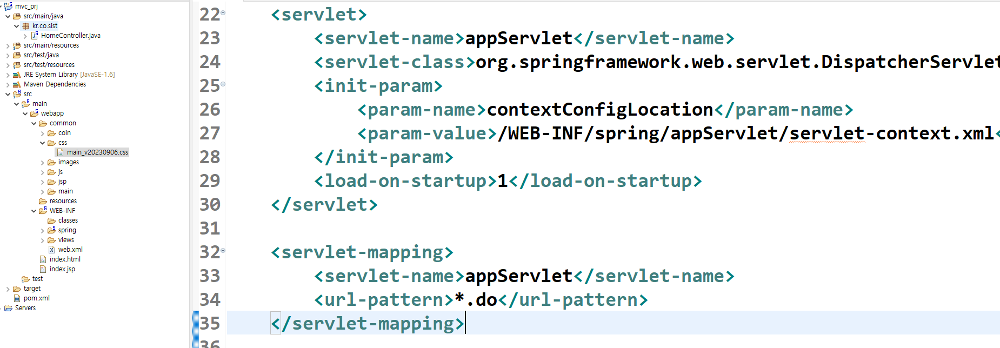 mvc_prj
src/main/java
kr.co.sist
HomeController.java
src/main/resources
src/test/java
src/test/resources
JRE System Library [JavaSE-1.6]
Maven Dependencies
src
main
webapp
common
coin
css
main_v20230906.css
images
js
jsp
main
resources
WEB-INF
classes
spring
views
web.xml
index.html
index.jsp
test
target
pom.xml
Servers
22 <servlet>
23 <servlet-name>appServlet</servlet-name>
24 <servlet-class>org.springframework.web.servlet.DispatcherServlet
25 <init-param>
26 <param-name>contextConfigLocation</param-name>
27 <param-value>/WEB-INF/spring/appServlet/servlet-context.xml<
28 </init-param>
29 <load-on-startup>1</load-on-startup>
30 </servlet>
31
32 <servlet-mapping>
33 <servlet-name>appServlet</servlet-name>
34 <url-pattern>*.do</url-pattern>
35 </servlet-mapping>
36